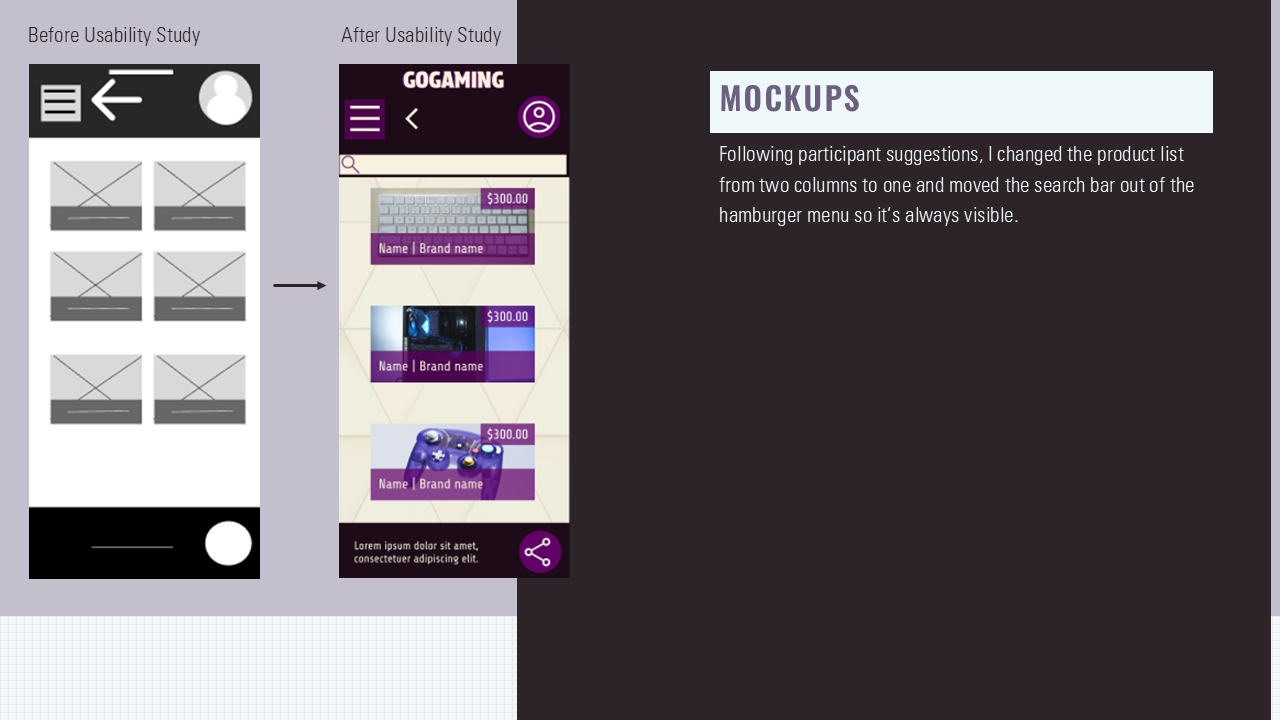 Before Usability Study
After Usability Study
GOGAMING
$300.00
Name | Brand name
$300.00
Name | Brand name
$300.00
Name | Brand name
Lorem ipsum dolor sit amet,
consectetuer adipiscing elit.
MOCKUPS
Following participant suggestions, I changed the product list
from two columns to one and moved the search bar out of the
hamburger menu so it’s always visible.